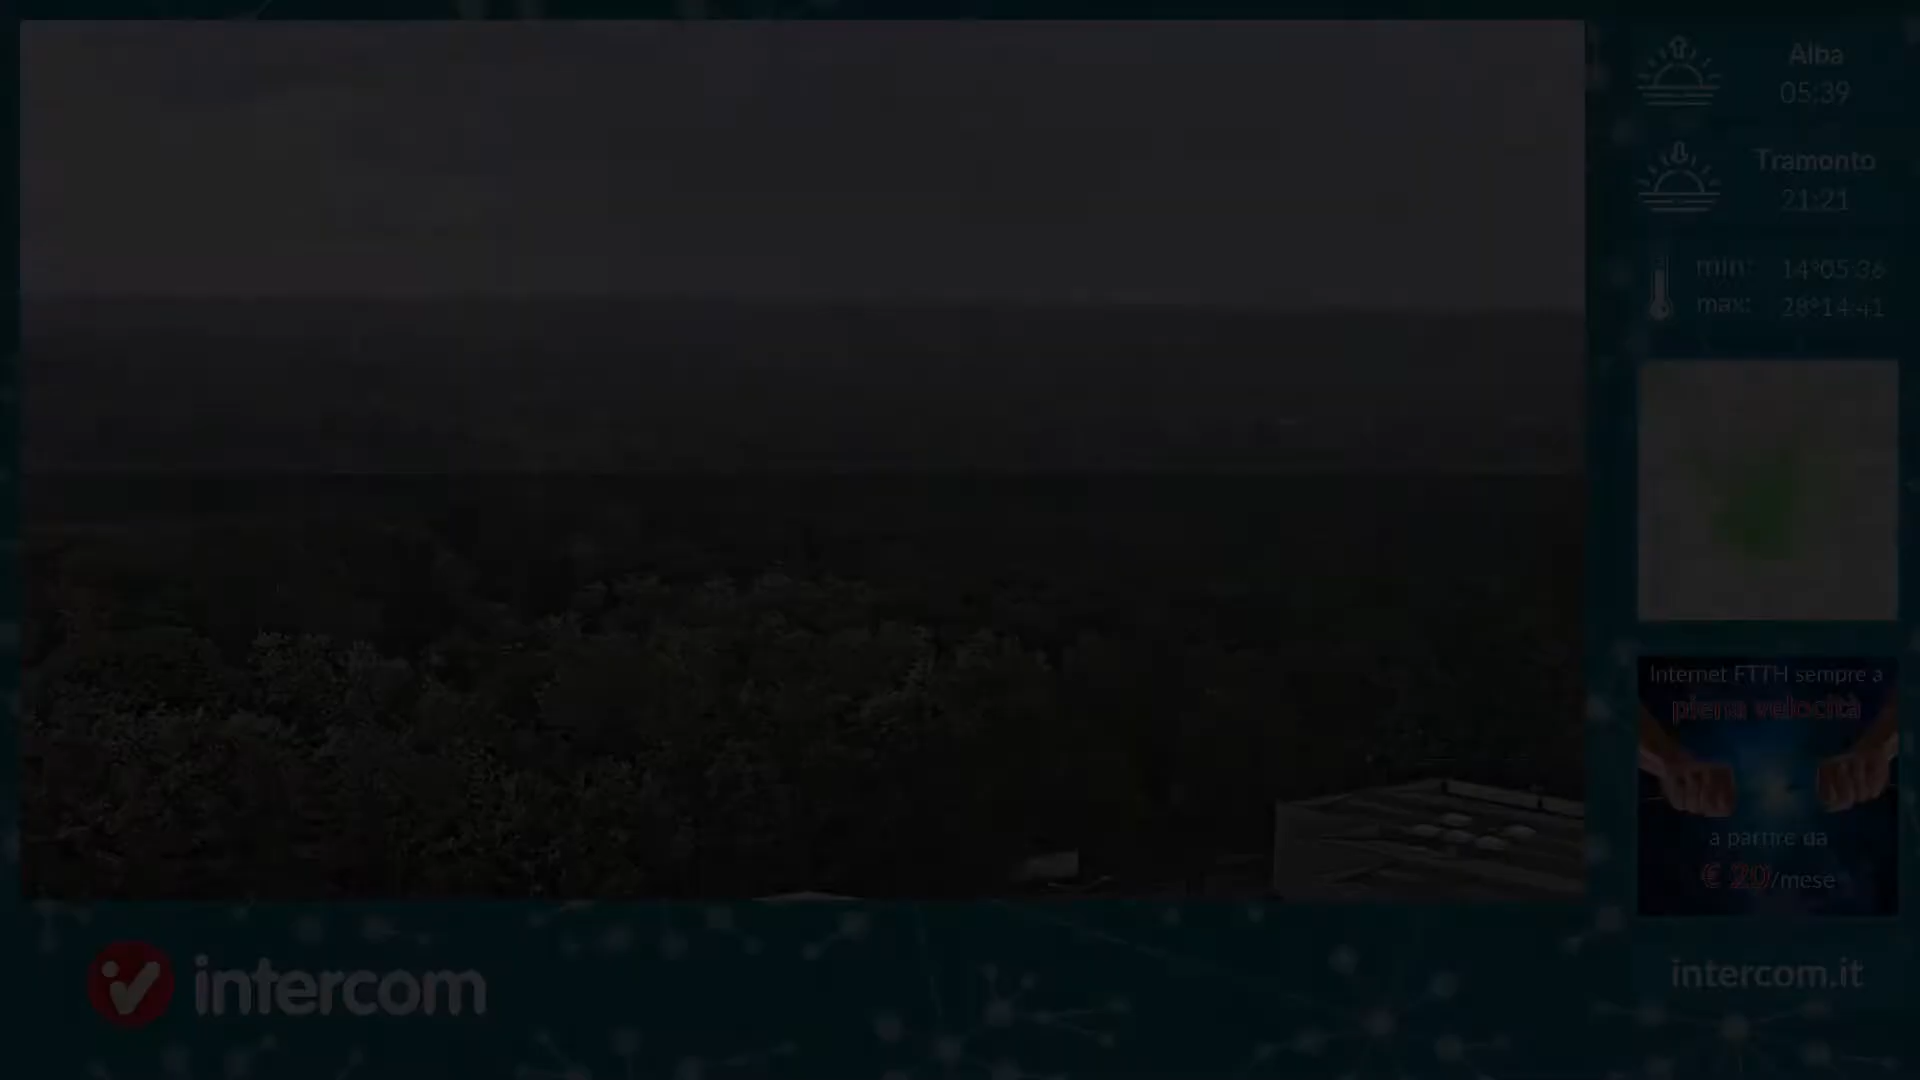 Alba
05:39
Tramonto
21:21
min: 14°05:36
max: 28°14:41
Internet FTTH sempre a
piena velocità
a partire da
€ 20/mese
intercom
intercom.it